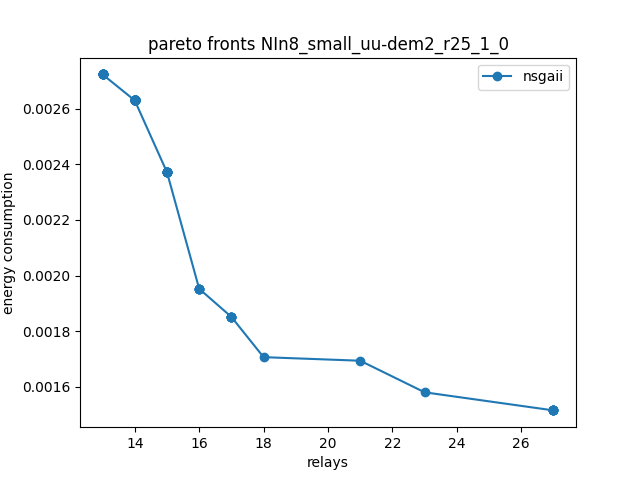 pareto fronts NIn8_small_uu-dem2_r25_1_0
nsgaii
0.0026
0.0024
0.0022
0.0020
0.0018
0.0016
energy consumption
14 16 18 20 22 24 26
relays